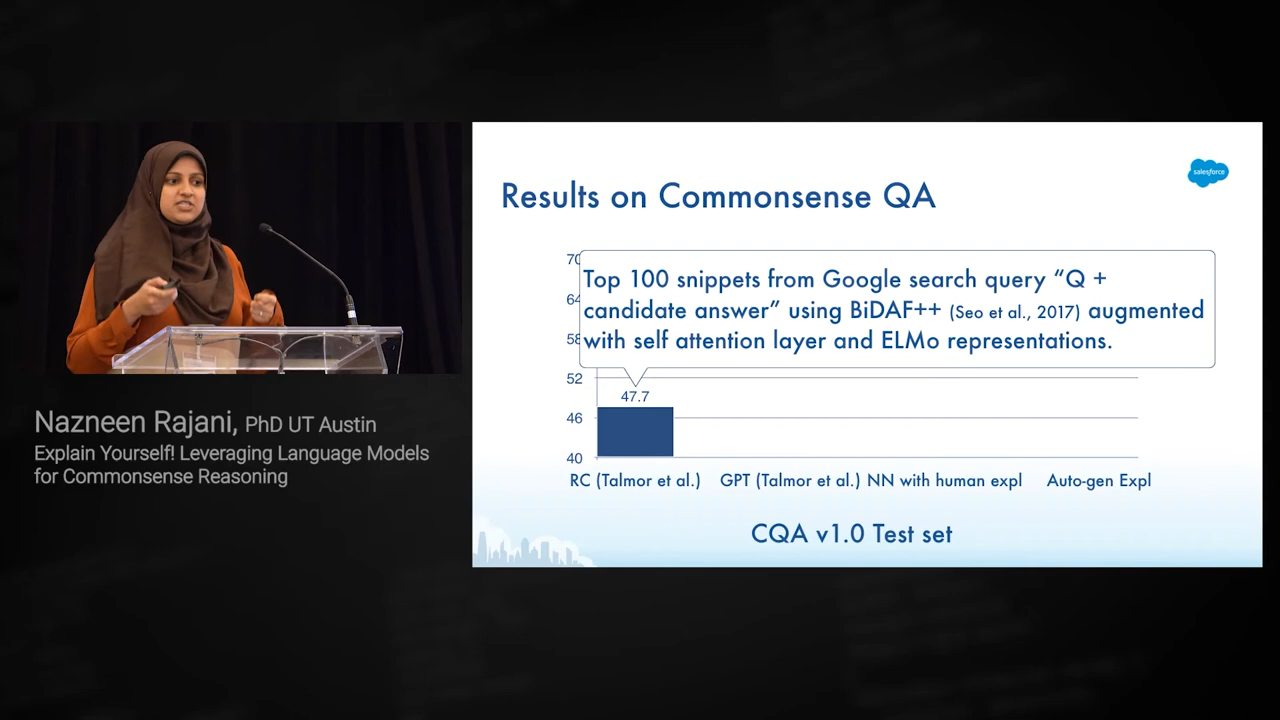 Results on Commonsense QA
salesforce
70
64
58
Top 100 snippets from Google search query “Q +
candidate answer” using BiDAF++ (Seo et al., 2017) augmented
with self attention layer and ELMo representations.
52
47.7
46
40
RC (Talmor et al.) GPT (Talmor et al.) NN with human expl Auto-gen Expl
CQA v1.0 Test set
Nazneen Rajani, PhD UT Austin
Explain Yourself! Leveraging Language Models
for Commonsense Reasoning